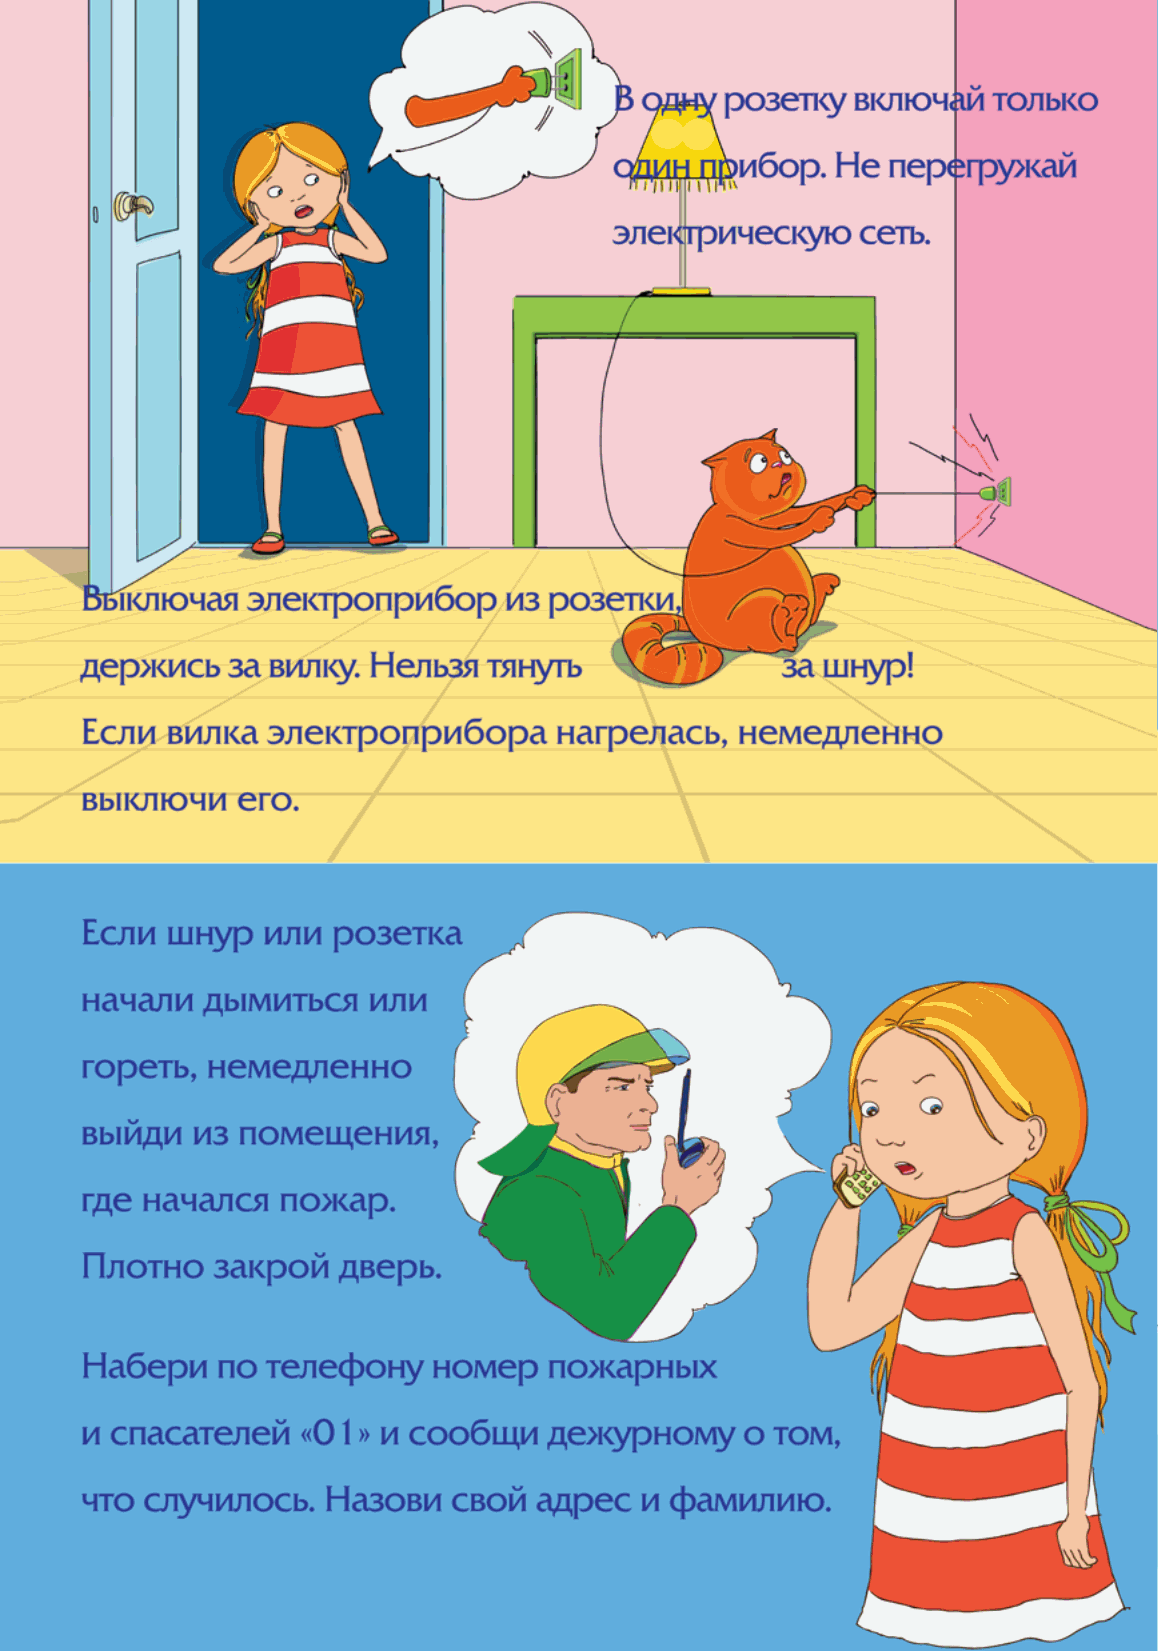 В одну розетку включай только
один прибор. Не перегружай
электрическую сеть.
Выключая электроприбор из розетки,
держись за вилку. Нельзя тянуть за шнур!
Если вилка электроприбора нагрелась, немедленно
выключи его.
Если шнур или розетка
начали дымиться или
гореть, немедленно
выйди из помещения,
где начался пожар.
Плотно закрой дверь.
Набери по телефону номер пожарных
и спасателей «01» и сообщи дежурному о том,
что случилось. Назови свой адрес и фамилию.